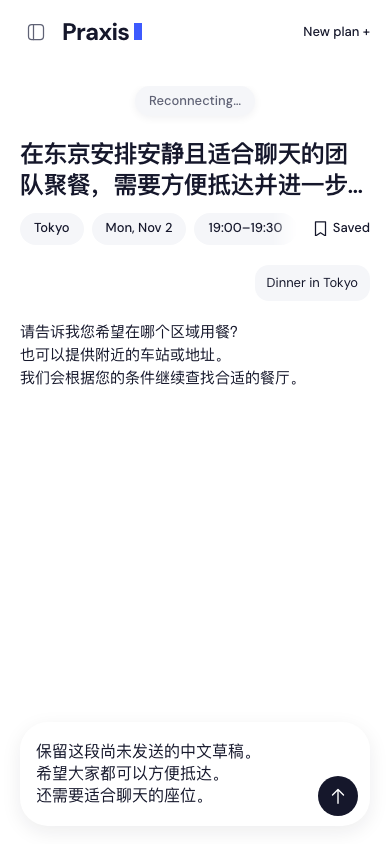 Praxis
New plan +
Reconnecting...
在东京安排安静且适合聊天的团
队聚餐，需要方便抵达并进一步...
Tokyo
Mon, Nov 2
19:00–19:30
Saved
Dinner in Tokyo
请告诉我您希望在哪个区域用餐?
也可以提供附近的车站或地址。
我们会根据您的条件继续查找合适的餐厅。
保留这段尚未发送的中文草稿。
希望大家都可以方便抵达。
还需要适合聊天的座位。